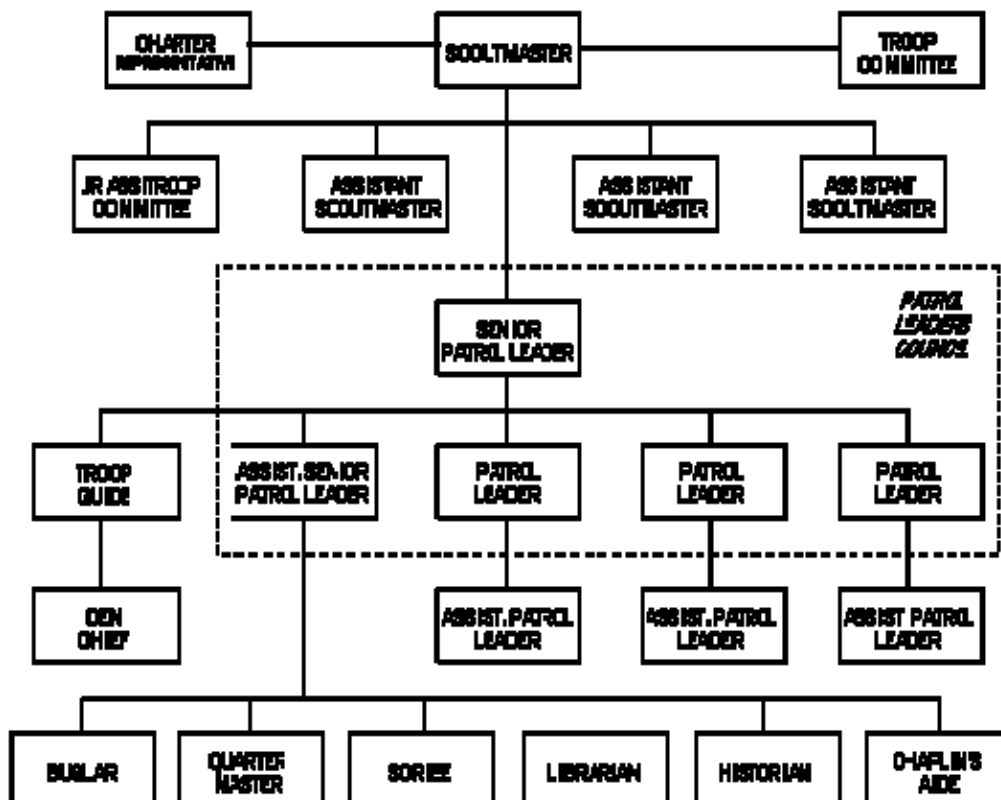 CHARTER
REPRESENTATIVE
SCOUTMASTER
TROOP
COMMITTEE
JR ASSITROOP
COMMITTEE
ASSISTANT
SCOUTMASTER
ASSISTANT
SCOUTMASTER
ASSISTANT
SCOUTMASTER
PATROL
LEADERS
COUNCIL
SENIOR
PATROL LEADER
TROOP
GUIDE
ASSIST. SENIOR
PATROL LEADER
PATROL
LEADER
PATROL
LEADER
PATROL
LEADER
DEN
CHIEF
ASSIST. PATROL
LEADER
ASSIST. PATROL
LEADER
ASSIST PATROL
LEADER
BUGLAR
QUARTER
MASTER
SCRIBE
LIBRARIAN
HISTORIAN
CHAPLIN'S
AIDE